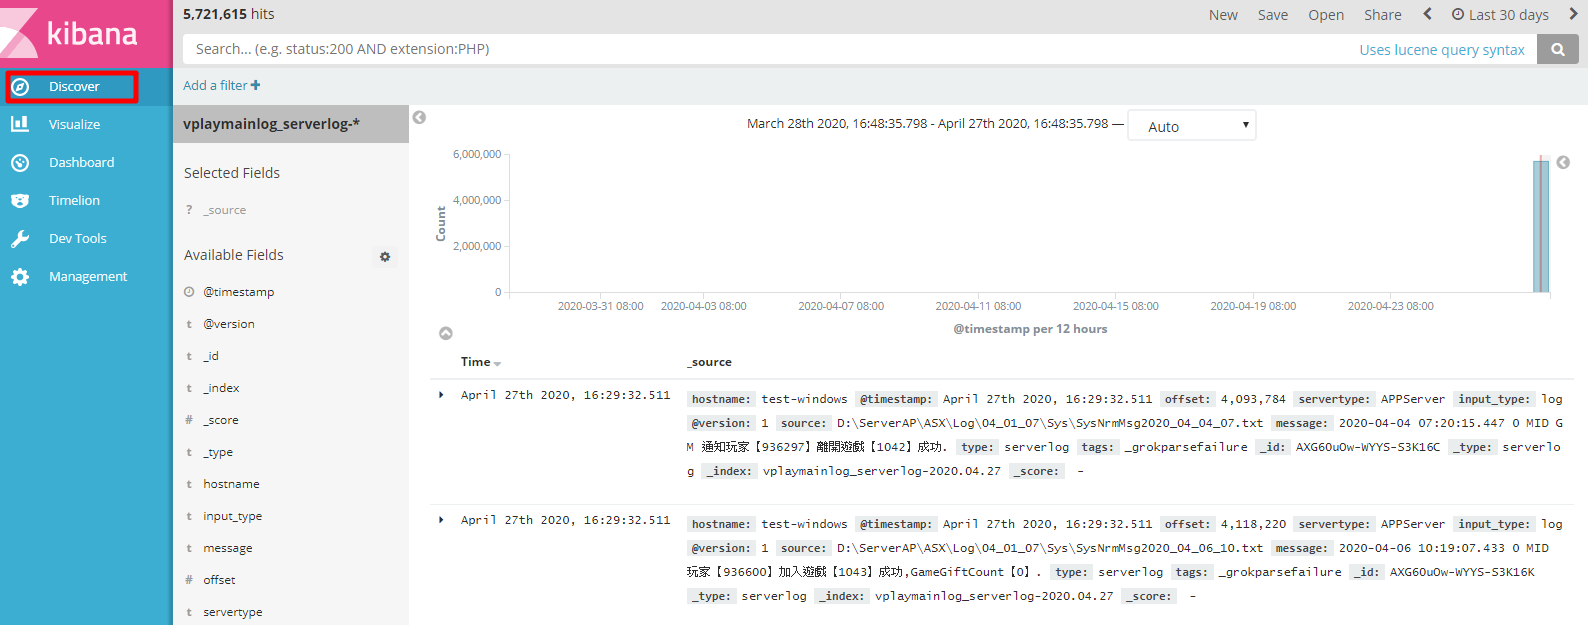 kibana
Discover
Visualize
Dashboard
Timelion
Dev Tools
Management
5,721,615 hits
New Save Open Share Last 30 days
Search... (e.g. status:200 AND extension:PHP) Uses lucene query syntax
Add a filter +
vplaymainlog_serverlog-*
Selected Fields
? _source
Available Fields
@timestamp
t @version
t _id
t _index
# _score
t _type
t hostname
t input_type
t message
# offset
t servertype
March 28th 2020, 16:48:35.798 - April 27th 2020, 16:48:35.798 — Auto
6,000,000
4,000,000
2,000,000
0
Count
2020-03-31 08:00 2020-04-03 08:00 2020-04-07 08:00 2020-04-11 08:00 2020-04-15 08:00 2020-04-19 08:00 2020-04-23 08:00
@timestamp per 12 hours
Time _source
April 27th 2020, 16:29:32.511 hostname: test-windows @timestamp: April 27th 2020, 16:29:32.511 offset: 4,093,784 servertype: APPServer input_type: log
@version: 1 source: D:\ServerAP\ASX\Log\04_01_07\Sys\SysNrmMsg2020_04_04_07.txt message: 2020-04-04 07:20:15.447 0 MID G
M 通知玩家【936297】離開遊戲【1042】成功. type: serverlog tags: _grokparsefailure _id: AXG6OuOw-WYYS-S3K16C _type: serverlo
g _index: vplaymainlog_serverlog-2020.04.27 _score: -
April 27th 2020, 16:29:32.511 hostname: test-windows @timestamp: April 27th 2020, 16:29:32.511 offset: 4,118,220 servertype: APPServer input_type: log
@version: 1 source: D:\ServerAP\ASX\Log\04_01_07\Sys\SysNrmMsg2020_04_06_10.txt message: 2020-04-06 10:19:07.433 0 MID
玩家【936600】加入遊戲【1043】成功,GameGiftCount【0】. type: serverlog tags: _grokparsefailure _id: AXG6OuOw-WYYS-S3K16K
_type: serverlog _index: vplaymainlog_serverlog-2020.04.27 _score: -